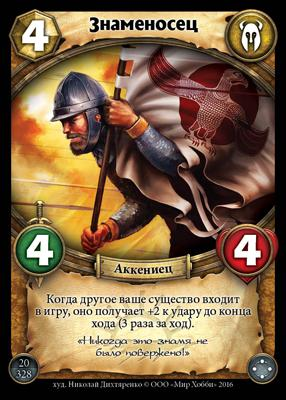 4
Знаменосец
4
Аккениец
4
Когда другое ваше существо входит
в игру, оно получает +2 к удару до конца
хода (3 раза за ход).
«Никогда это знамя не
было повержено!»
20
328
худ. Николай Дихтяренко © ООО «Мир Хобби» 2016